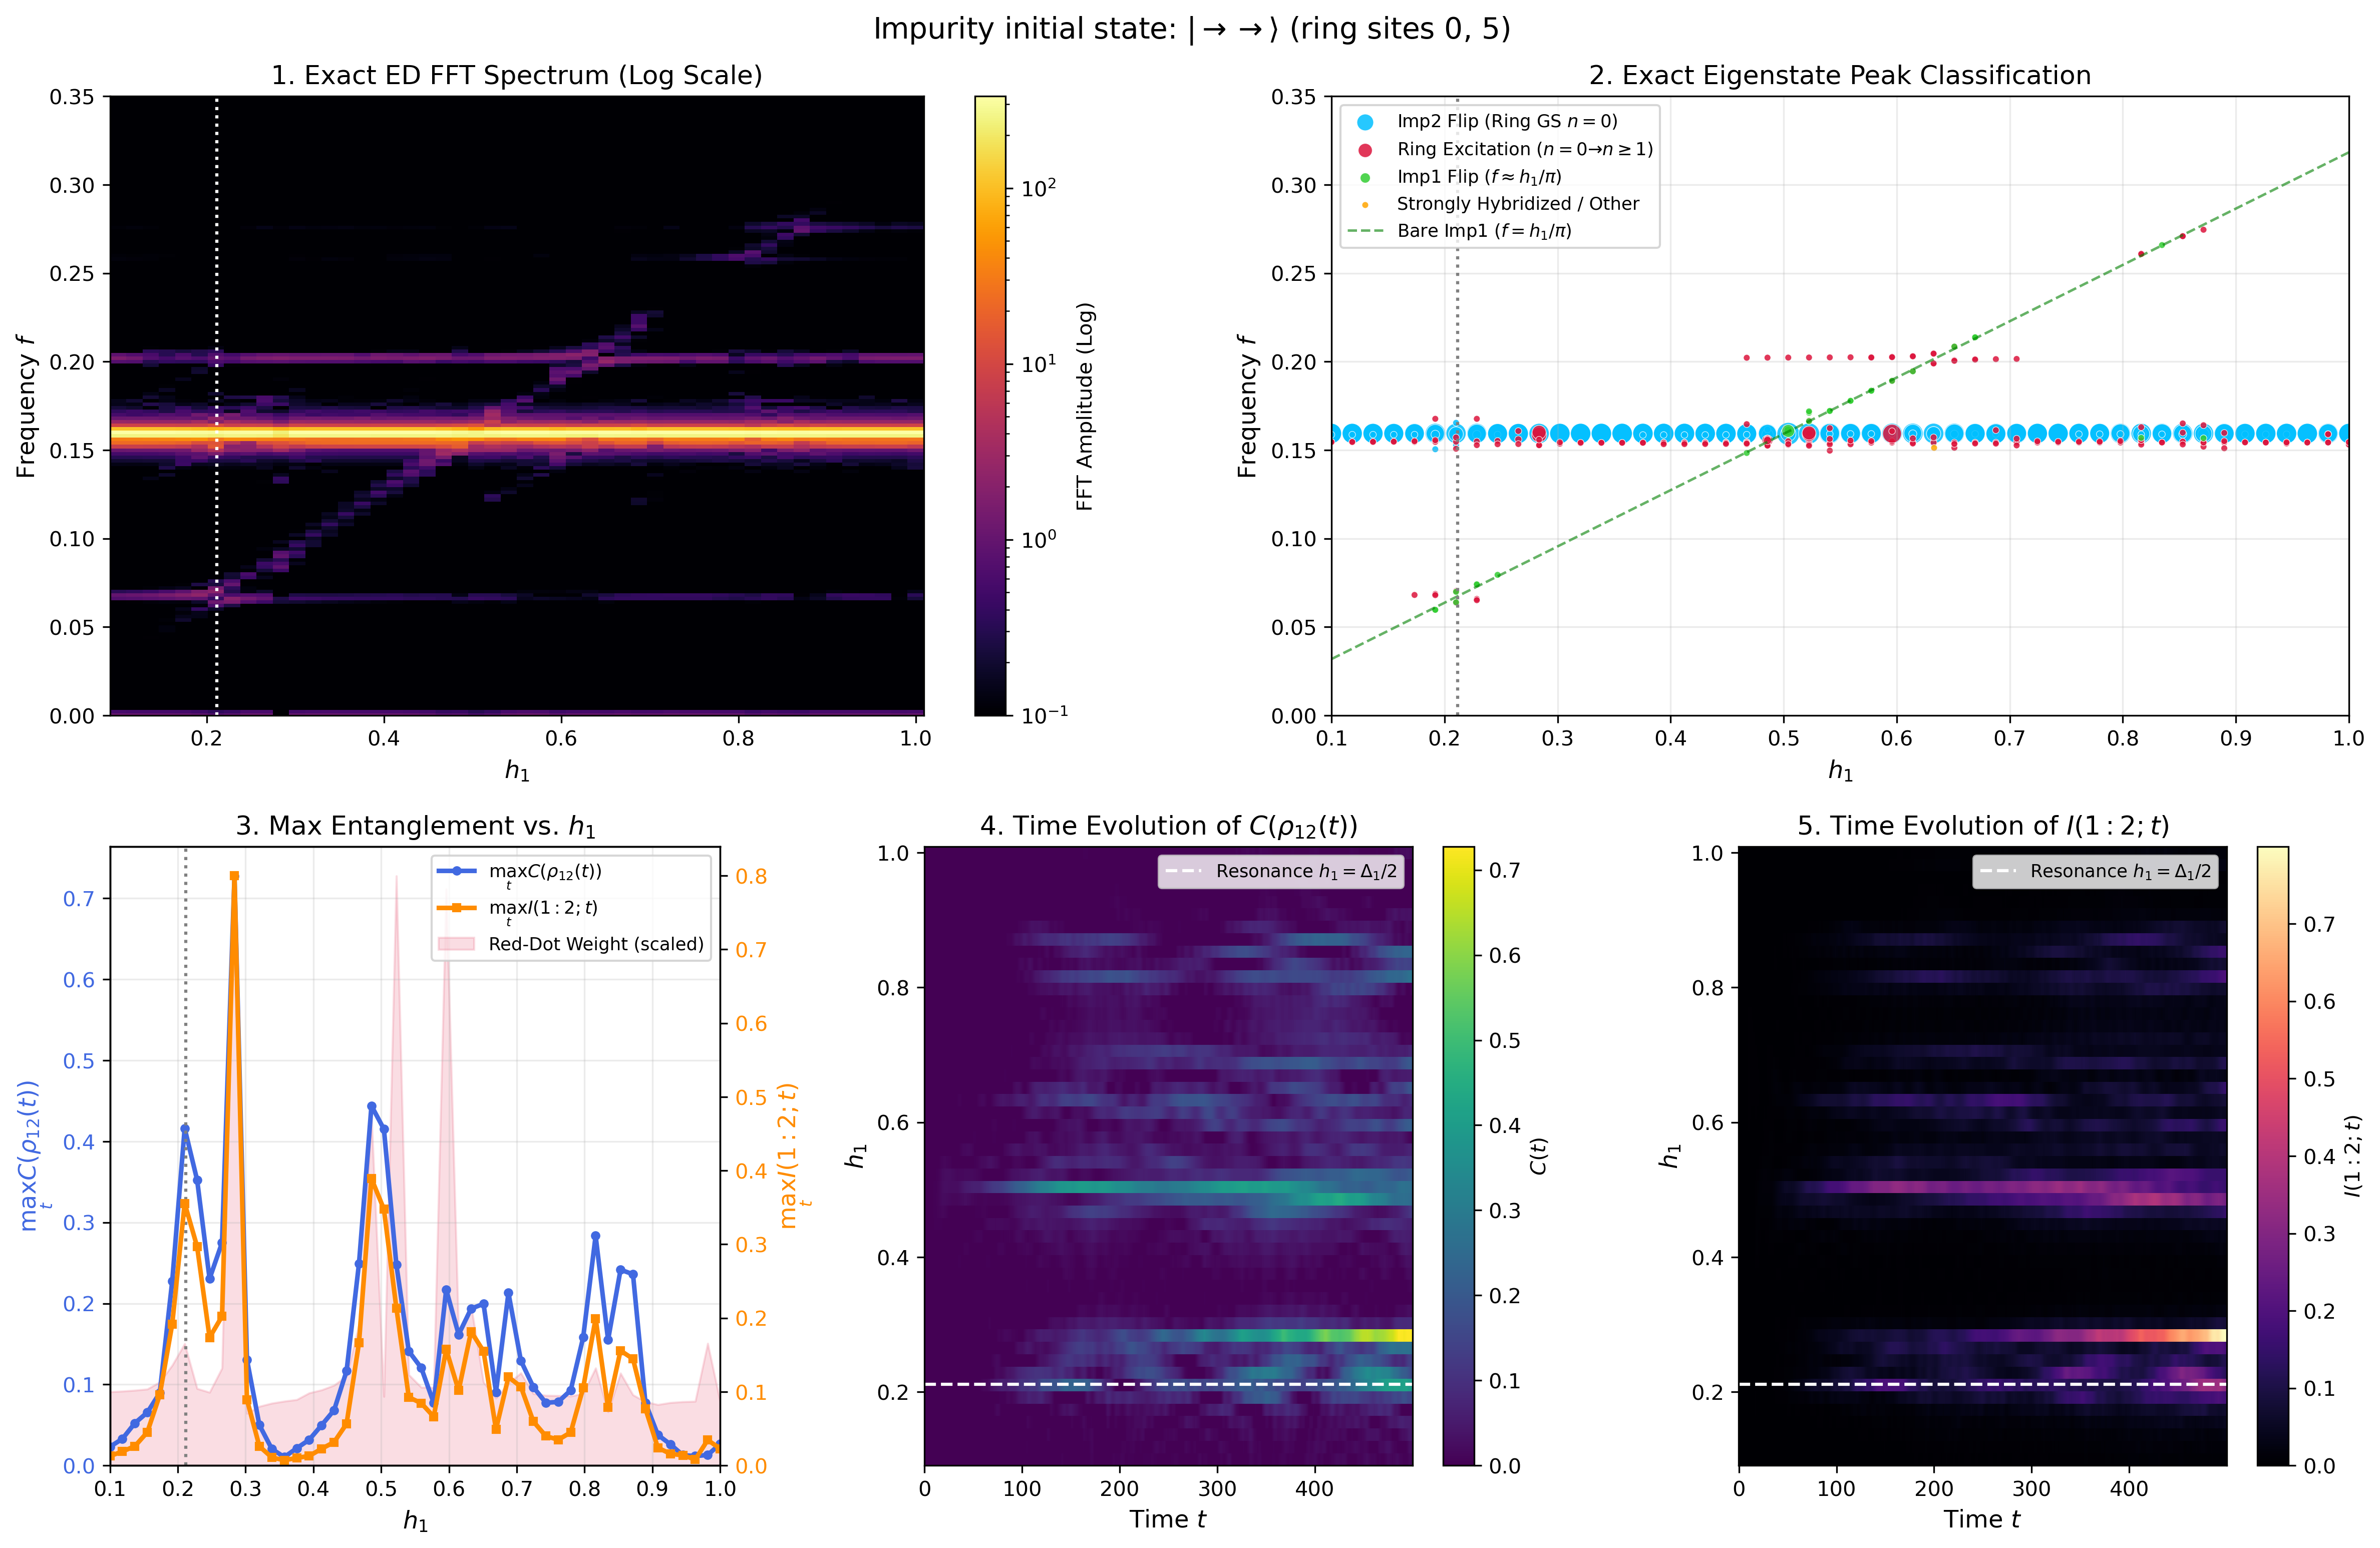 Impurity initial state: |→→⟩ (ring sites 0, 5)
1. Exact ED FFT Spectrum (Log Scale)
0.35
0.30
0.25
0.20
0.15
0.10
0.05
0.00
Frequency f
0.2
0.4
0.6
0.8
1.0
h₁
10²
10¹
10⁰
10⁻¹
FFT Amplitude (Log)
2. Exact Eigenstate Peak Classification
Imp2 Flip (Ring GS n = 0)
Ring Excitation (n = 0→n ≥ 1)
Imp1 Flip (f ≈ h₁/π)
Strongly Hybridized / Other
Bare Imp1 (f = h₁/π)
0.35
0.30
0.25
0.20
0.15
0.10
0.05
0.00
Frequency f
0.1
0.2
0.3
0.4
0.5
0.6
0.7
0.8
0.9
1.0
h₁
3. Max Entanglement vs. h₁
max C(ρ₁₂(t))
t
max I(1 : 2; t)
t
Red-Dot Weight (scaled)
0.7
0.6
0.5
0.4
0.3
0.2
0.1
0.0
max C(ρ₁₂(t))
t
0.8
0.7
0.6
0.5
0.4
0.3
0.2
0.1
0.0
max I(1 : 2; t)
t
0.1
0.2
0.3
0.4
0.5
0.6
0.7
0.8
0.9
1.0
h₁
4. Time Evolution of C(ρ₁₂(t))
Resonance h₁ = Δ₁/2
1.0
0.8
0.6
0.4
0.2
h₁
0
100
200
300
400
Time t
0.7
0.6
0.5
0.4
0.3
0.2
0.1
0.0
C(t)
5. Time Evolution of I(1 : 2; t)
Resonance h₁ = Δ₁/2
1.0
0.8
0.6
0.4
0.2
h₁
0
100
200
300
400
Time t
0.7
0.6
0.5
0.4
0.3
0.2
0.1
0.0
I(1 : 2; t)